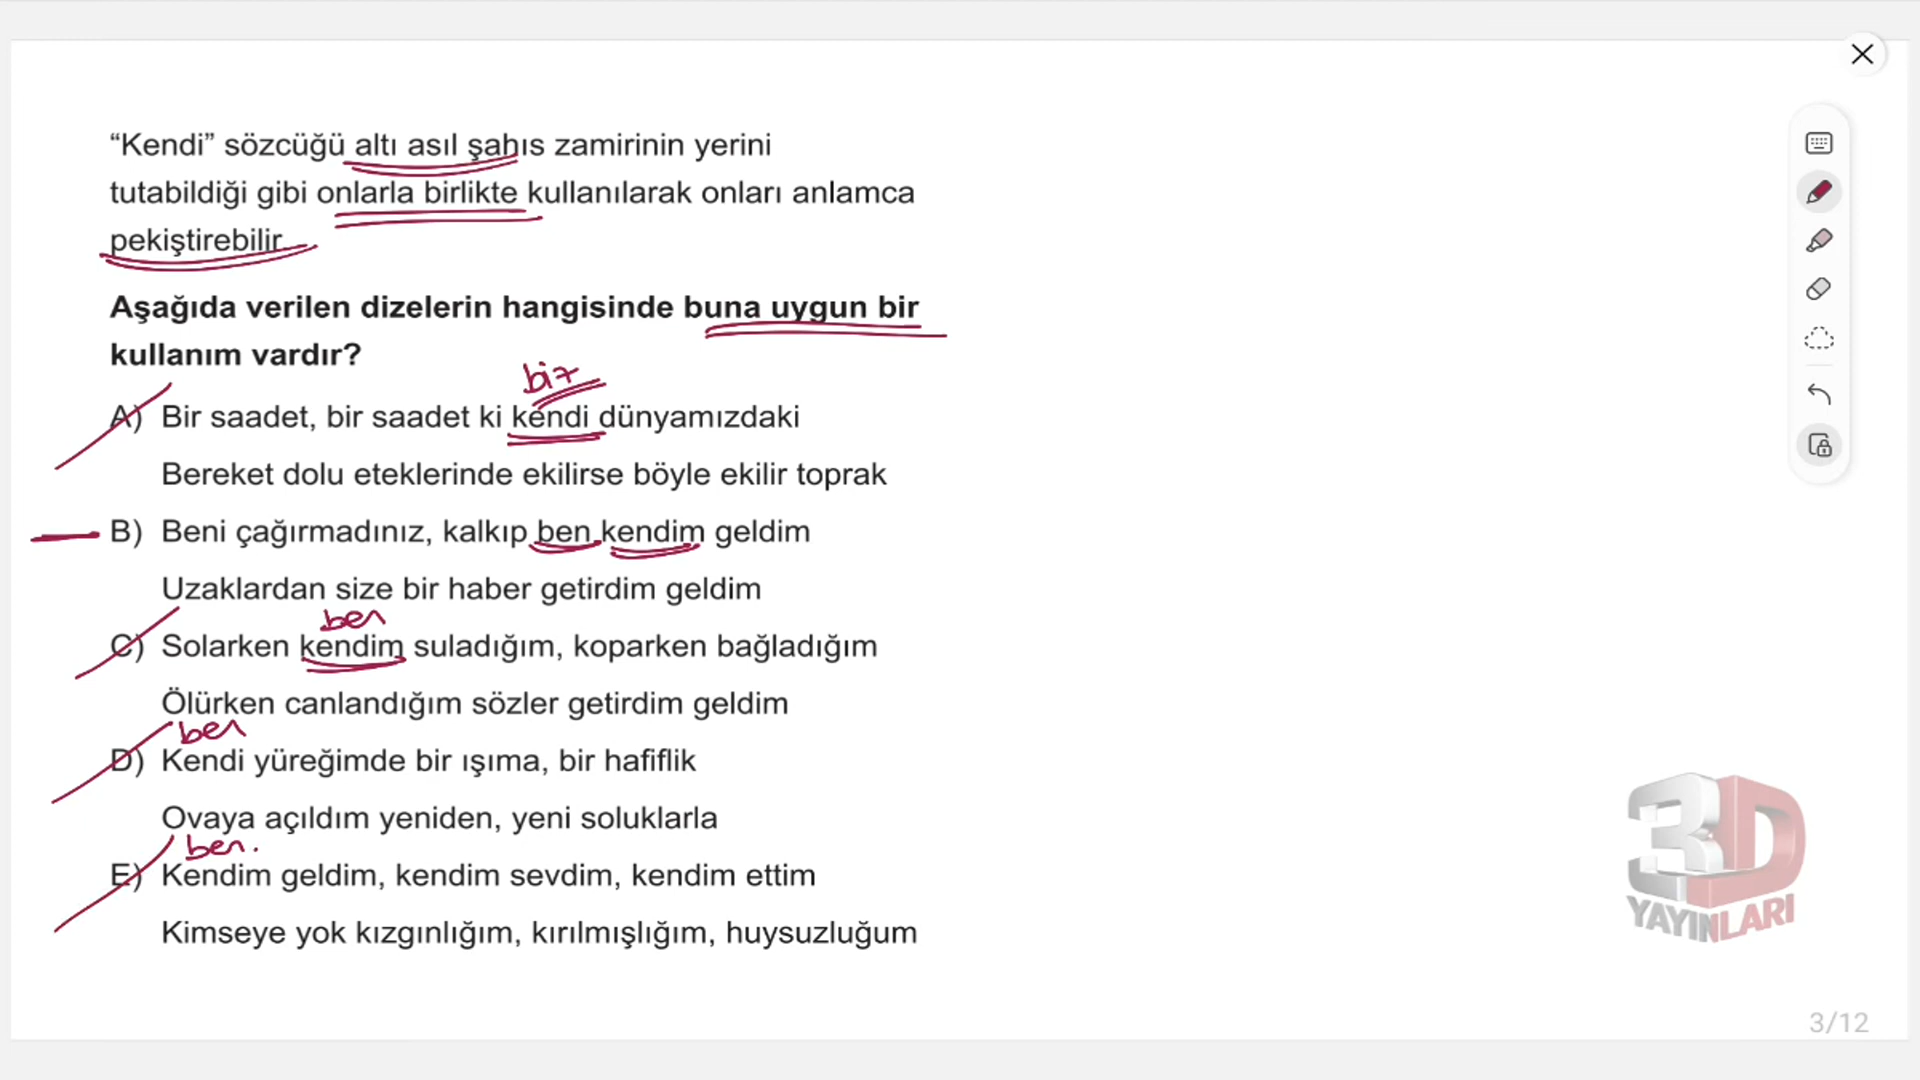 “Kendi” sözcüğü altı asıl şahıs zamirinin yerini
tutabildiği gibi onlarla birlikte kullanılarak onları anlamca
pekiştirebilir.
Aşağıda verilen dizelerin hangisinde buna uygun bir
kullanım vardır?
biz
A) Bir saadet, bir saadet ki kendi dünyamızdaki
Bereket dolu eteklerinde ekilirse böyle ekilir toprak
B) Beni çağırmadınız, kalkıp ben kendim geldim
Uzaklardan size bir haber getirdim geldim
ben
C) Solarken kendim suladığım, koparken bağladığım
Ölürken canlandığım sözler getirdim geldim
ben
D) Kendi yüreğimde bir ışıma, bir hafiflik
Ovaya açıldım yeniden, yeni soluklarla
ben.
E) Kendim geldim, kendim sevdim, kendim ettim
Kimseye yok kızgınlığım, kırılmışlığım, huysuzluğum
3D
YAYINLARI
3/12